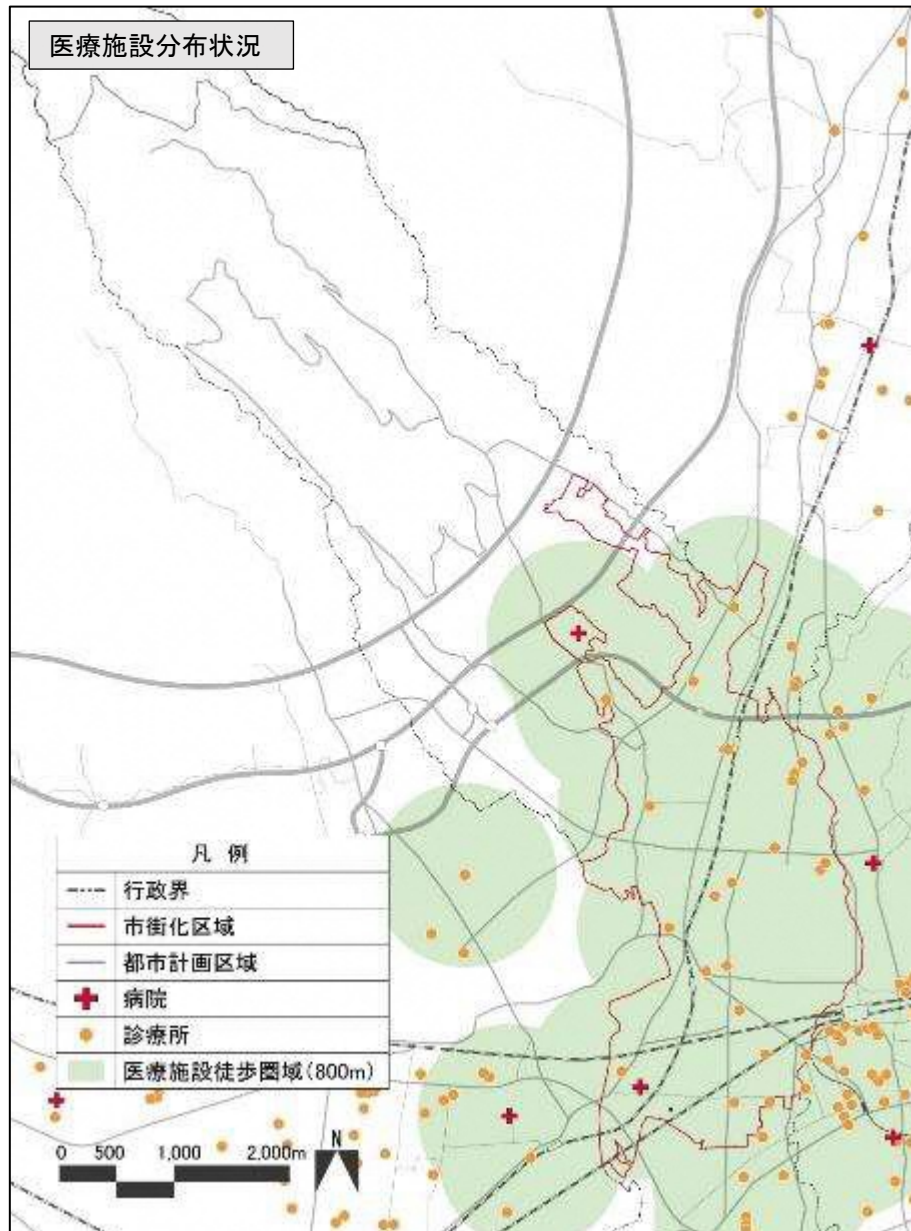 医療施設分布状況
凡 例
行政界
市街化区域
都市計画区域
病院
診療所
医療施設徒歩圏域(800m)
0 500 1,000 2,000m
N